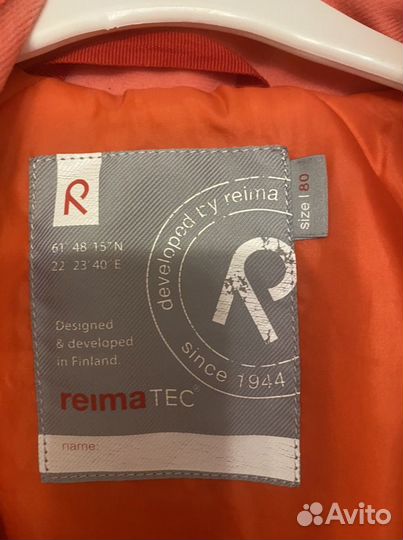 R
61° 48' 15" N
22° 23' 40" E
developed by reima
since 1944
size | 80
Designed
& developed
in Finland.
reimaTEC®
name:
Avito